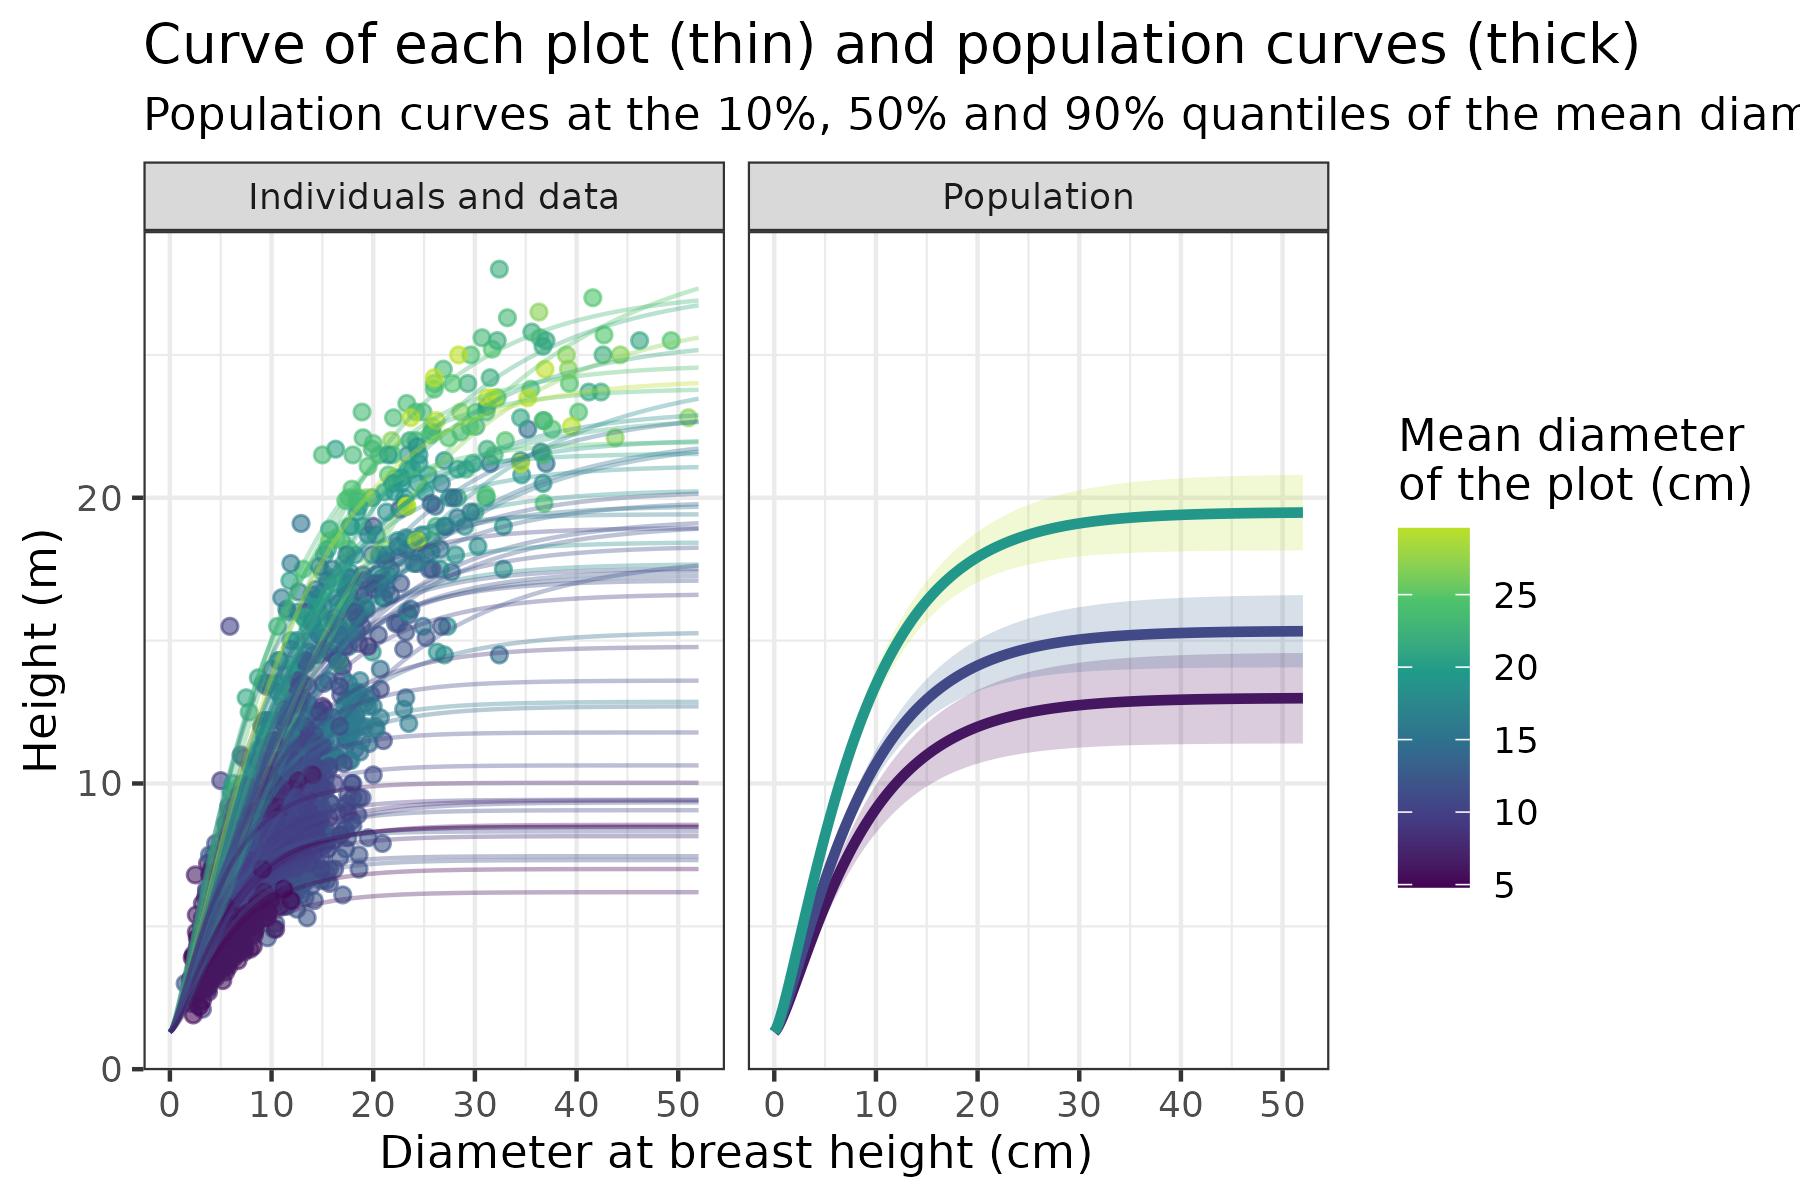 Curve of each plot (thin) and population curves (thick)
Population curves at the 10%, 50% and 90% quantiles of the mean diam
Individuals and data
Population
Height (m)
20
10
0
0 10 20 30 40 50
0 10 20 30 40 50
Diameter at breast height (cm)
Mean diameter
of the plot (cm)
25
20
15
10
5